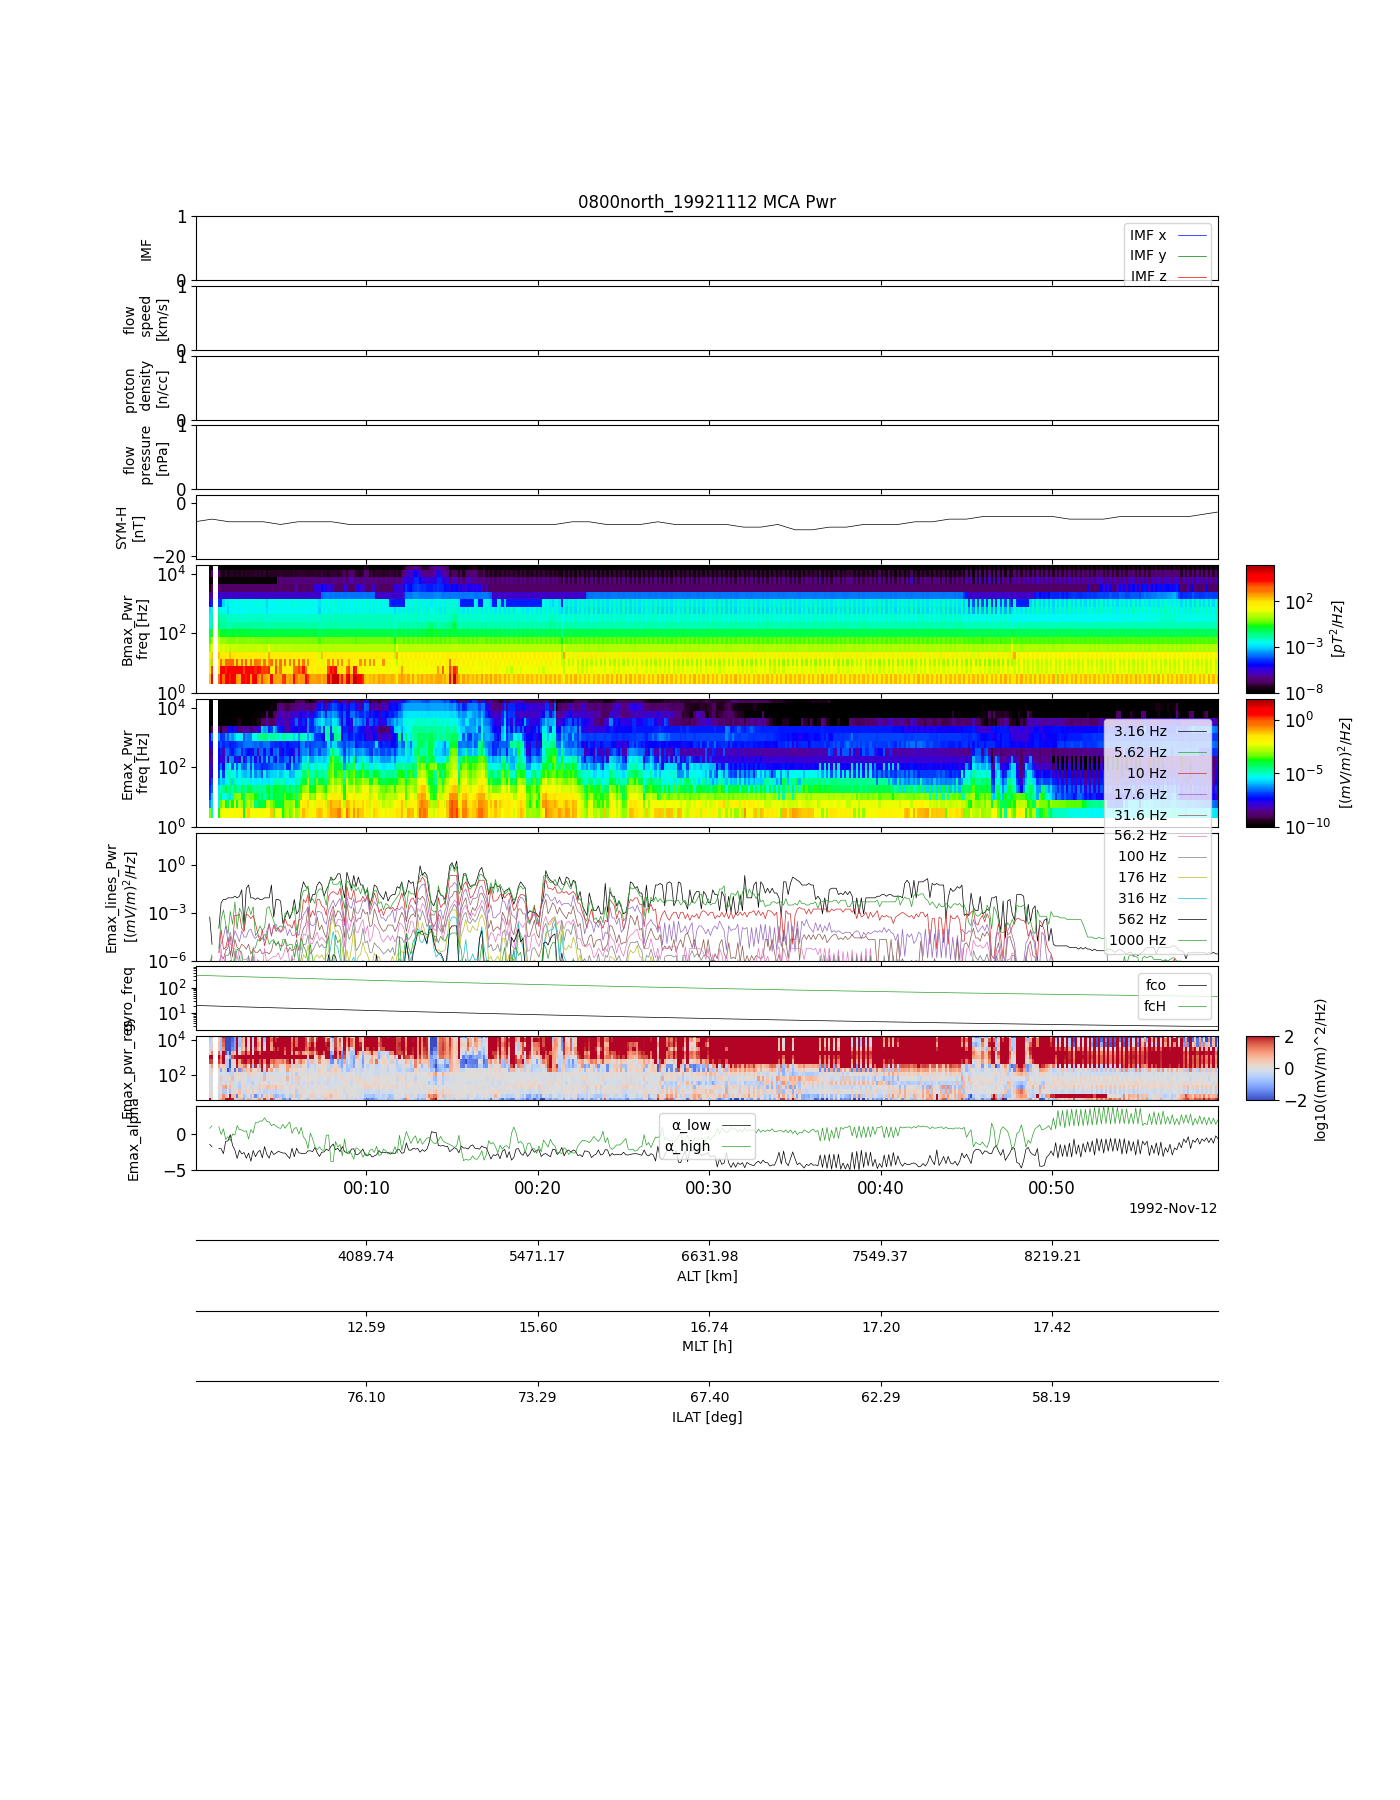 0800north_19921112 MCA Pwr
1
0
IMF
IMF x
IMF y
IMF z
1
0
flow
speed
[km/s]
1
0
proton
density
[n/cc]
1
0
flow
pressure
[nPa]
0
−20
SYM-H
[nT]
10^4
10^2
10^0
Bmax_Pwr
freq [Hz]
10^2
10^−3
10^−8
[pT^2/Hz]
10^4
10^2
10^0
Emax_Pwr
freq [Hz]
10^0
10^−5
10^−10
[(mV/m)^2/Hz]
3.16 Hz
5.62 Hz
10 Hz
17.6 Hz
31.6 Hz
56.2 Hz
100 Hz
176 Hz
316 Hz
562 Hz
1000 Hz
10^0
10^−3
10^−6
Emax_lines_Pwr
[(mV/m)^2/Hz]
10^2
10^1
gyro_freq
fco
fcH
10^4
10^2
Emax_pwr_reg
2
0
−2
log10((mV/m)^2/Hz)
0
−5
Emax_alpha
α_low
α_high
00:10 00:20 00:30 00:40 00:50
1992-Nov-12
4089.74 5471.17 6631.98 7549.37 8219.21
ALT [km]
12.59 15.60 16.74 17.20 17.42
MLT [h]
76.10 73.29 67.40 62.29 58.19
ILAT [deg]